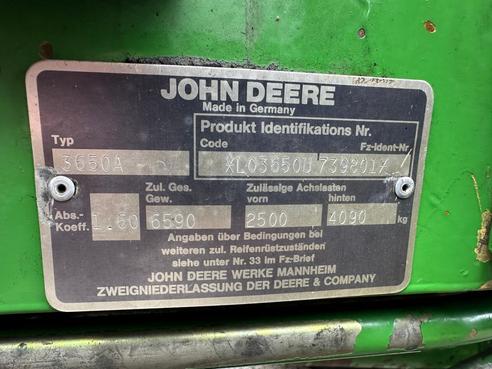 JOHN DEERE
Made in Germany
Produkt Identifikations Nr.
Typ Code Fz-Ident-Nr
3650A *XL03650U739801*
Zul. Ges. Zulässige Achslasten
Abs.- Gew. vorn hinten
Koeff. 1.60 6590 2500 4090 kg
Angaben über Bedingungen bei
weiteren zul. Reifenrüstzuständen
siehe unter Nr. 33 im Fz-Brief
JOHN DEERE WERKE MANNHEIM
ZWEIGNIEDERLASSUNG DER DEERE & COMPANY